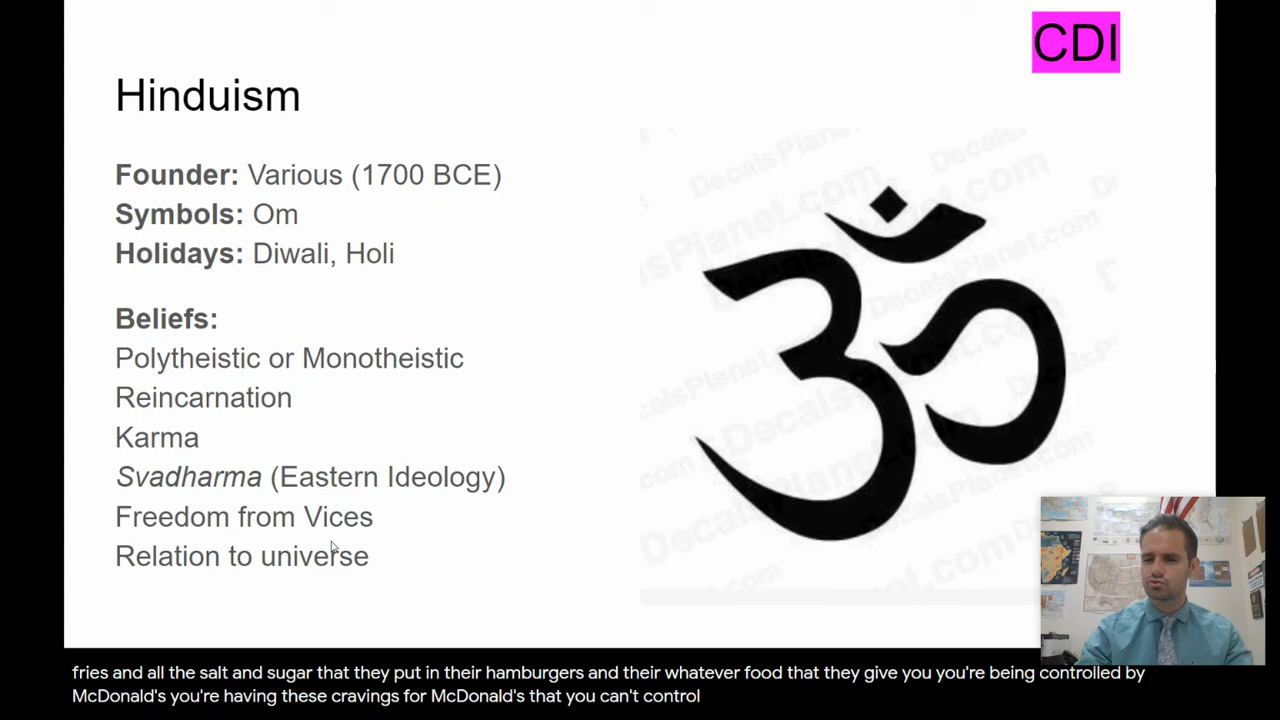 CDI
Hinduism
Founder: Various (1700 BCE)
Symbols: Om
Holidays: Diwali, Holi
Beliefs:
Polytheistic or Monotheistic
Reincarnation
Karma
Svadharma (Eastern Ideology)
Freedom from Vices
Relation to universe
ॐ
DecalsPlanet.com
fries and all the salt and sugar that they put in their hamburgers and their whatever food that they give you you're being controlled by
McDonald's you're having these cravings for McDonald's that you can't control